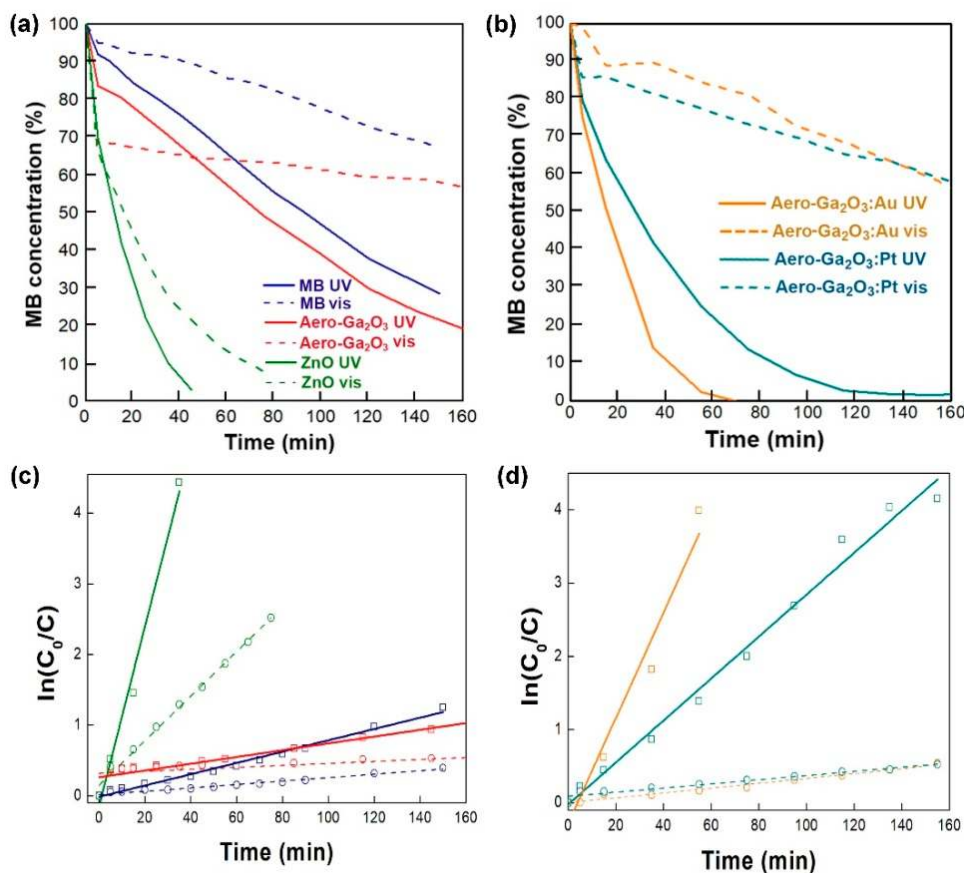 (a)
MB concentration (%)
100
90
80
70
60
50
40
30
20
10
0
MB UV
MB vis
Aero-Ga₂O₃ UV
Aero-Ga₂O₃ vis
ZnO UV
ZnO vis
0 20 40 60 80 100 120 140 160
Time (min)
(b)
MB concentration (%)
100
90
80
70
60
50
40
30
20
10
0
Aero-Ga₂O₃:Au UV
Aero-Ga₂O₃:Au vis
Aero-Ga₂O₃:Pt UV
Aero-Ga₂O₃:Pt vis
0 20 40 60 80 100 120 140 160
Time (min)
(c)
ln(C₀/C)
4
2
0
0 20 40 60 80 100 120 140 160
Time (min)
(d)
ln(C₀/C)
4
3
2
1
0
0 20 40 60 80 100 120 140 160
Time (min)